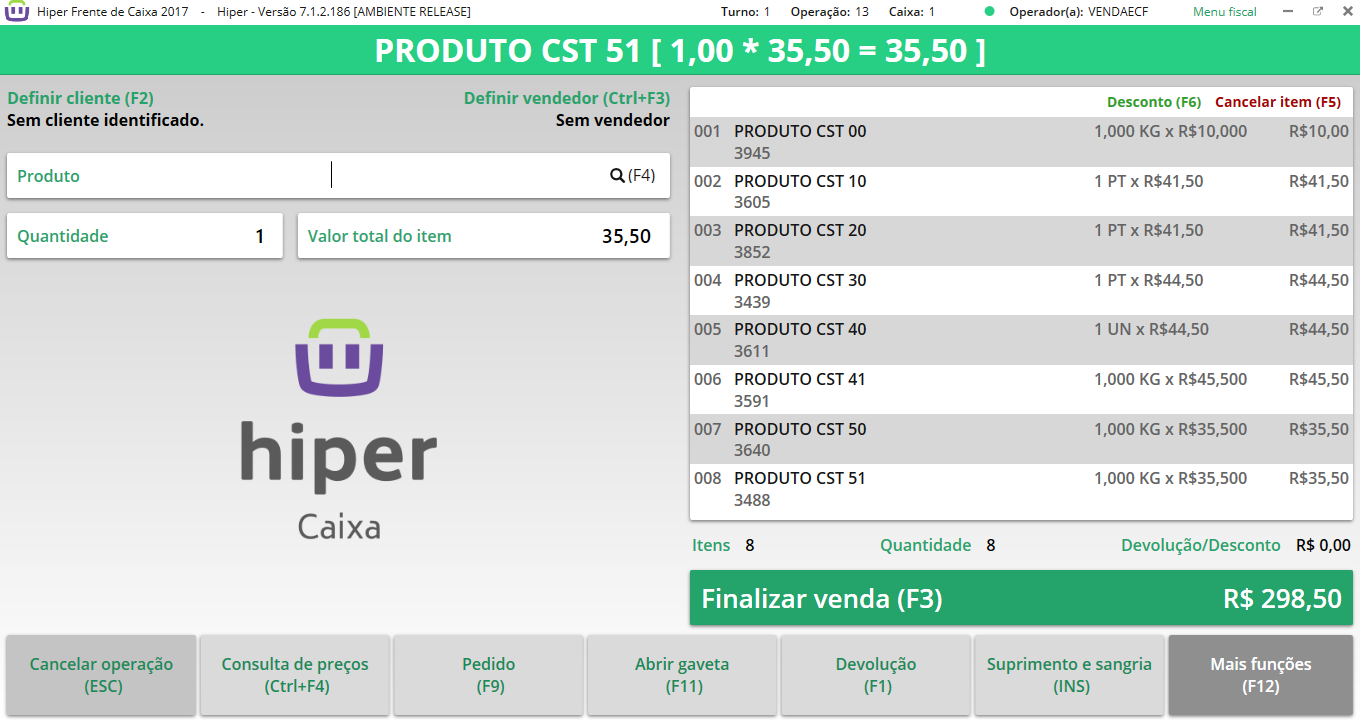 Hiper Frente de Caixa 2017 - Hiper - Versão 7.1.2.186 [AMBIENTE RELEASE] Turno: 1 Operação: 13 Caixa: 1 Operador(a): VENDAECF Menu fiscal
PRODUTO CST 51 [ 1,00 * 35,50 = 35,50 ]
Definir cliente (F2) Definir vendedor (Ctrl+F3)
Sem cliente identificado. Sem vendedor
Produto (F4)
Quantidade 1 Valor total do item 35,50
hiper
Caixa
Desconto (F6) Cancelar item (F5)
001 PRODUTO CST 00 1,000 KG x R$10,000 R$10,00
3945
002 PRODUTO CST 10 1 PT x R$41,50 R$41,50
3605
003 PRODUTO CST 20 1 PT x R$41,50 R$41,50
3852
004 PRODUTO CST 30 1 PT x R$44,50 R$44,50
3439
005 PRODUTO CST 40 1 UN x R$44,50 R$44,50
3611
006 PRODUTO CST 41 1,000 KG x R$45,500 R$45,50
3591
007 PRODUTO CST 50 1,000 KG x R$35,500 R$35,50
3640
008 PRODUTO CST 51 1,000 KG x R$35,500 R$35,50
3488
Itens 8 Quantidade 8 Devolução/Desconto R$ 0,00
Finalizar venda (F3) R$ 298,50
Cancelar operação
(ESC)
Consulta de preços
(Ctrl+F4)
Pedido
(F9)
Abrir gaveta
(F11)
Devolução
(F1)
Suprimento e sangria
(INS)
Mais funções
(F12)